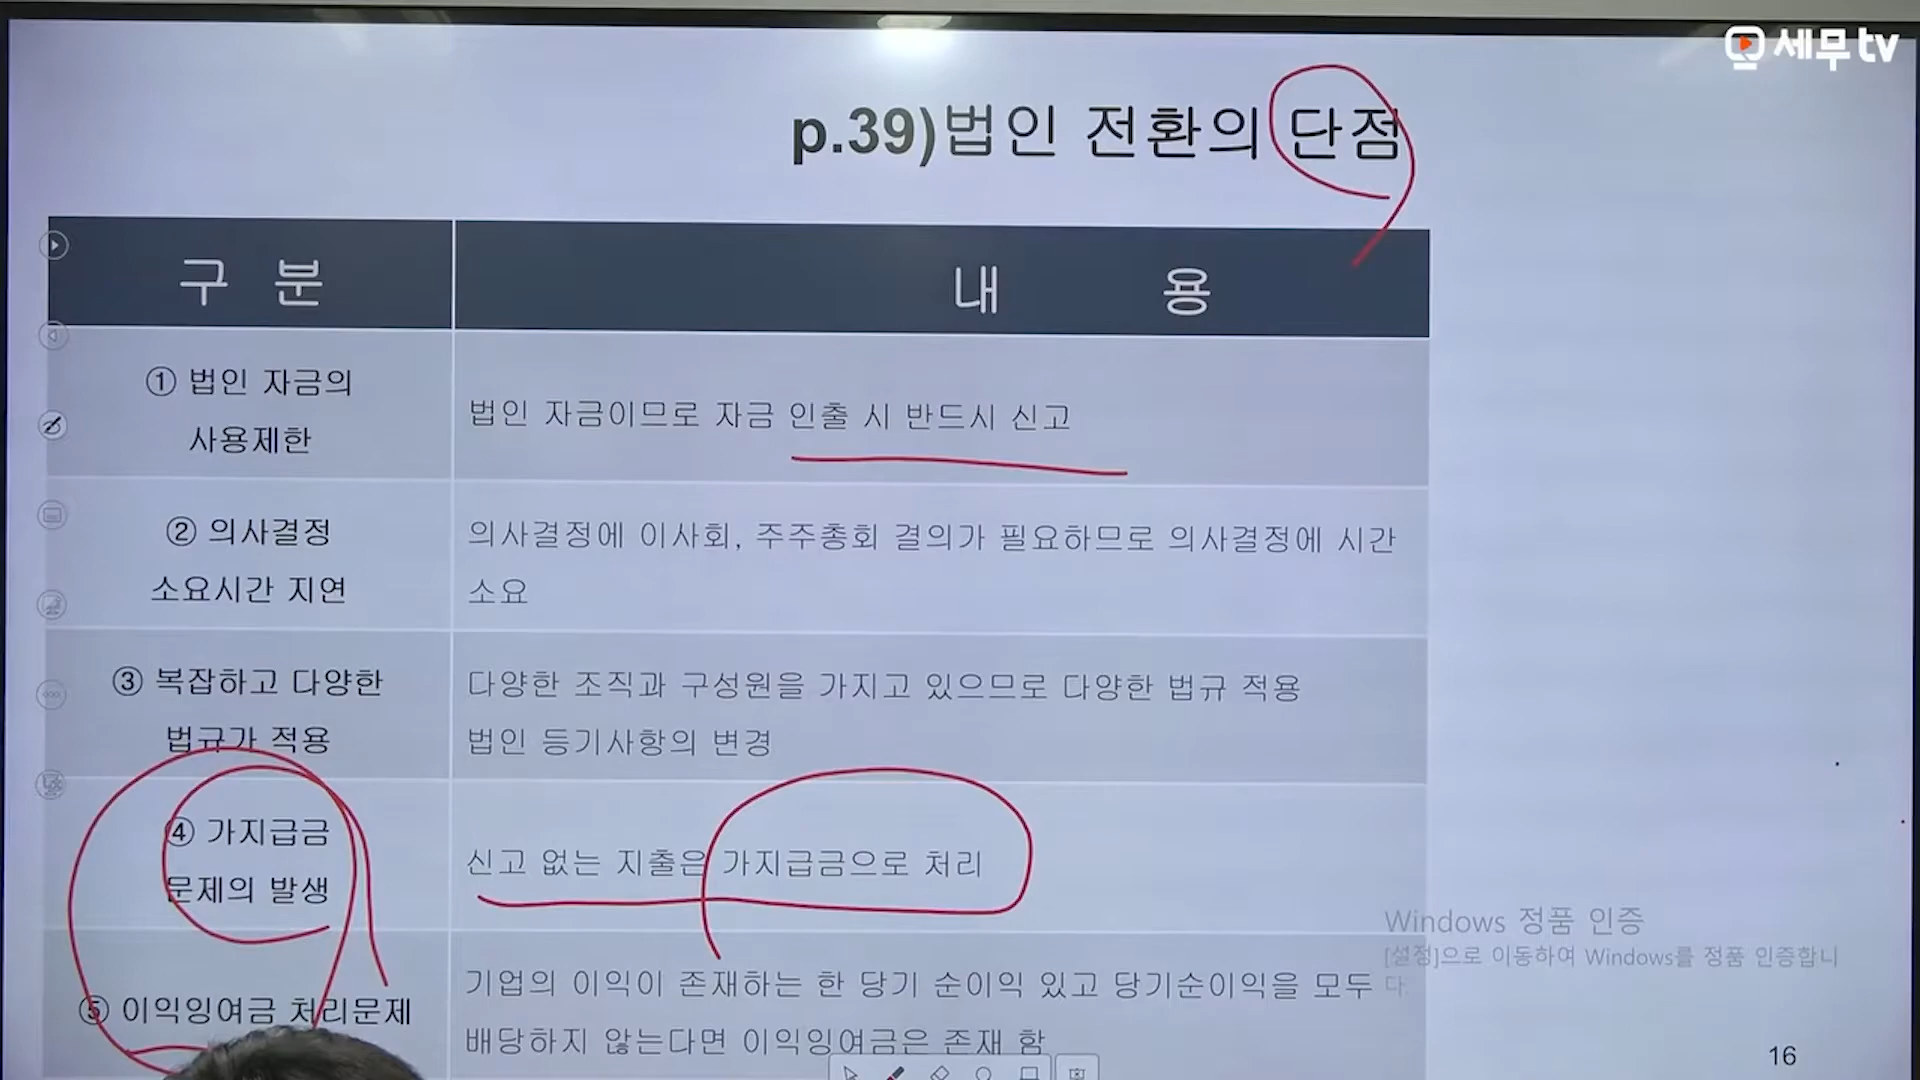 세무tv
p.39)법인 전환의 단점
구 분
내 용
① 법인 자금의
사용제한
법인 자금이므로 자금 인출 시 반드시 신고
② 의사결정
소요시간 지연
의사결정에 이사회, 주주총회 결의가 필요하므로 의사결정에 시간
소요
③ 복잡하고 다양한
법규가 적용
다양한 조직과 구성원을 가지고 있으므로 다양한 법규 적용
법인 등기사항의 변경
④ 가지급금
문제의 발생
신고 없는 지출은 가지급금으로 처리
⑤ 이익잉여금 처리문제
기업의 이익이 존재하는 한 당기 순이익 있고 당기순이익을 모두
배당하지 않는다면 이익잉여금은 존재 함
Windows 정품 인증
[설정]으로 이동하여 Windows를 정품 인증합니
다.
16